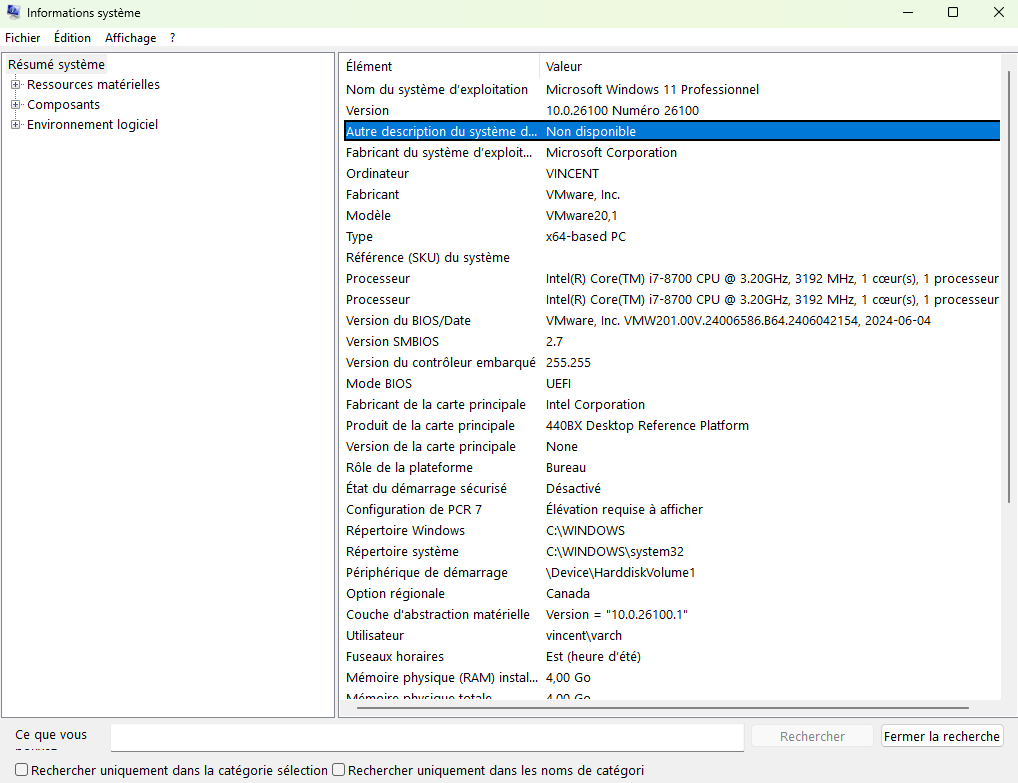 Informations système
Fichier Édition Affichage ?
Résumé système
Ressources matérielles
Composants
Environnement logiciel
Élément Valeur
Nom du système d'exploitation Microsoft Windows 11 Professionnel
Version 10.0.26100 Numéro 26100
Autre description du système d... Non disponible
Fabricant du système d'exploit... Microsoft Corporation
Ordinateur VINCENT
Fabricant VMware, Inc.
Modèle VMware20,1
Type x64-based PC
Référence (SKU) du système
Processeur Intel(R) Core(TM) i7-8700 CPU @ 3.20GHz, 3192 MHz, 1 cœur(s), 1 processeur
Processeur Intel(R) Core(TM) i7-8700 CPU @ 3.20GHz, 3192 MHz, 1 cœur(s), 1 processeur
Version du BIOS/Date VMware, Inc. VMW201.00V.24006586.B64.2406042154, 2024-06-04
Version SMBIOS 2.7
Version du contrôleur embarqué 255.255
Mode BIOS UEFI
Fabricant de la carte principale Intel Corporation
Produit de la carte principale 440BX Desktop Reference Platform
Version de la carte principale None
Rôle de la plateforme Bureau
État du démarrage sécurisé Désactivé
Configuration de PCR 7 Élévation requise à afficher
Répertoire Windows C:\WINDOWS
Répertoire système C:\WINDOWS\system32
Périphérique de démarrage \Device\HarddiskVolume1
Option régionale Canada
Couche d'abstraction matérielle Version = "10.0.26100.1"
Utilisateur vincent\varch
Fuseaux horaires Est (heure d'été)
Mémoire physique (RAM) instal... 4,00 Go
Mémoire physique totale 4,00 Go
Ce que vous
Rechercher
Fermer la recherche
Rechercher uniquement dans la catégorie sélection
Rechercher uniquement dans les noms de catégori